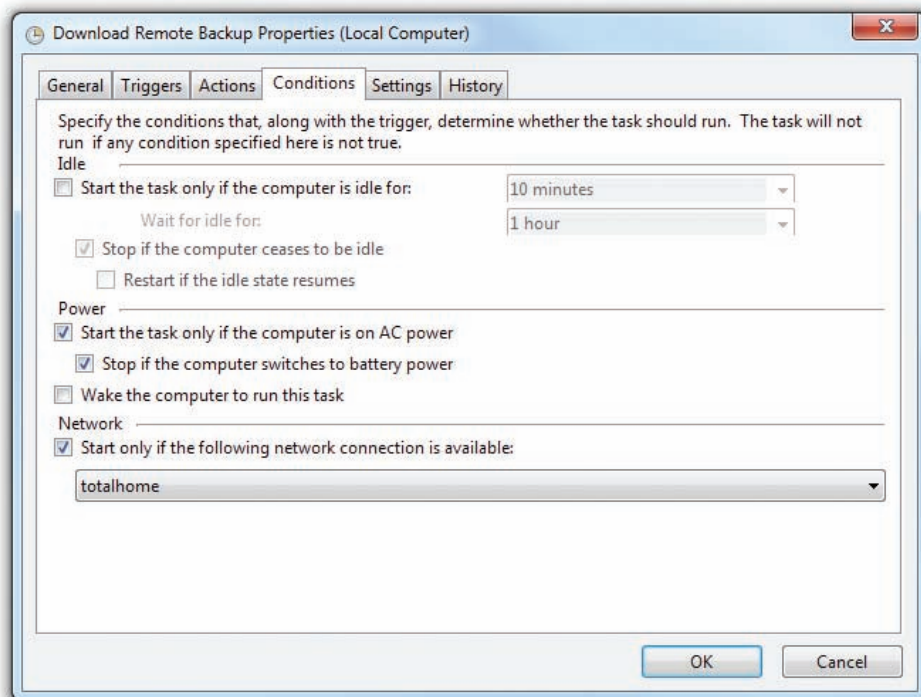 Download Remote Backup Properties (Local Computer)
General Triggers Actions Conditions Settings History
Specify the conditions that, along with the trigger, determine whether the task should run. The task will not
run if any condition specified here is not true.
Idle
Start the task only if the computer is idle for: 10 minutes
Wait for idle for: 1 hour
Stop if the computer ceases to be idle
Restart if the idle state resumes
Power
Start the task only if the computer is on AC power
Stop if the computer switches to battery power
Wake the computer to run this task
Network
Start only if the following network connection is available:
totalhome
OK Cancel